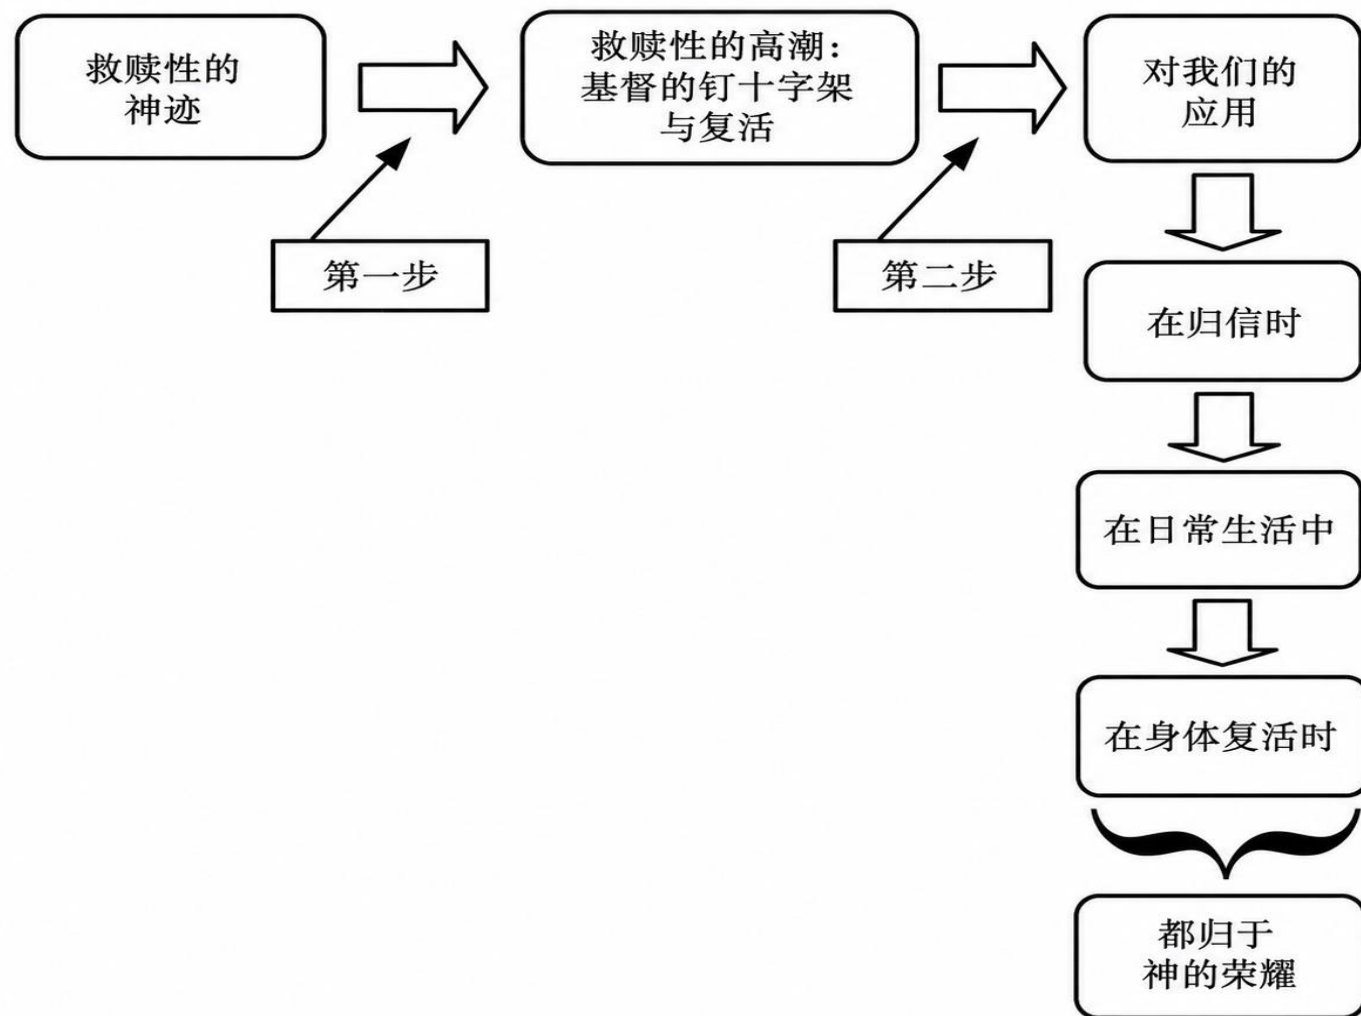 救赎性的
神迹
救赎性的高潮：
基督的钉十字架
与复活
对我们的
应用
第一步
第二步
在归信时
在日常生活中
在身体复活时
都归于
神的荣耀